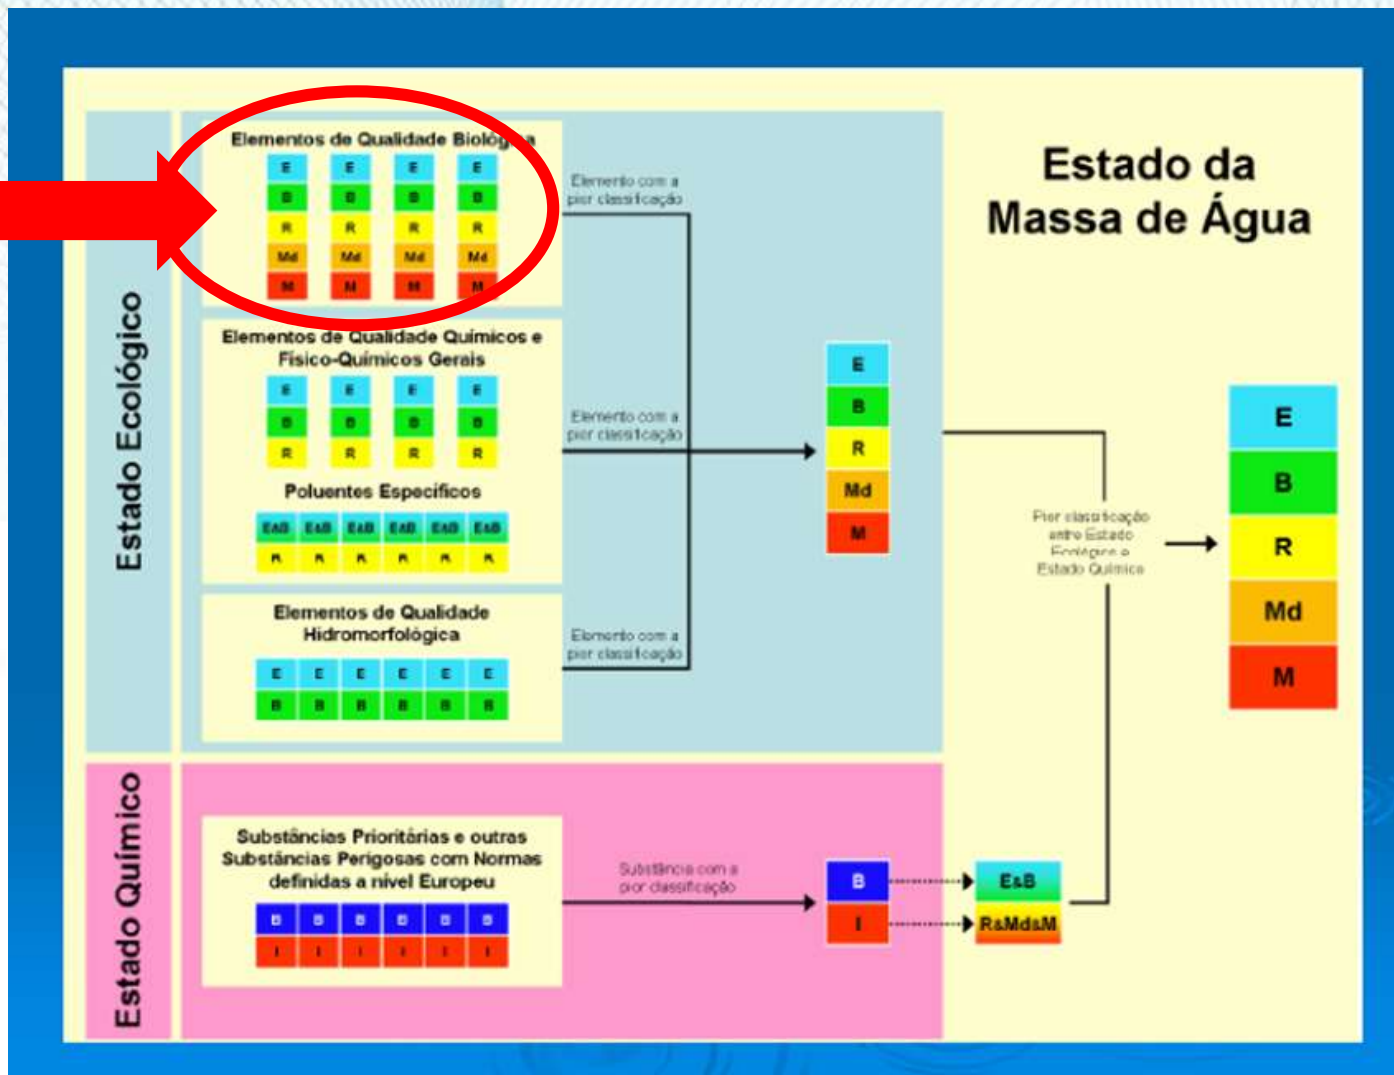 Estado da
Massa de Água
Estado Ecológico
Elementos de Qualidade Biológica
E E E E
B B B B
R R R R
Md Md Md Md
M M M M
Elemento com a
pior classificação
Elementos de Qualidade Químicos e
Físico-Químicos Gerais
E E E E
B B B B
R R R R
Poluentes Específicos
E&B E&B E&B E&B E&B E&B
R R R R R R
Elemento com a
pior classificação
Elementos de Qualidade
Hidromorfológica
E E E E E E
B B B B B B
Elemento com a
pior classificação
E
B
R
Md
M
Pior classificação
entre Estado
Ecológico e
Estado Químico
E
B
R
Md
M
Estado Químico
Substâncias Prioritárias e outras
Substâncias Perigosas com Normas
definidas a nível Europeu
B B B B B B
I I I I I I
Substância com a
pior classificação
B
I
E&B
R&Md&M